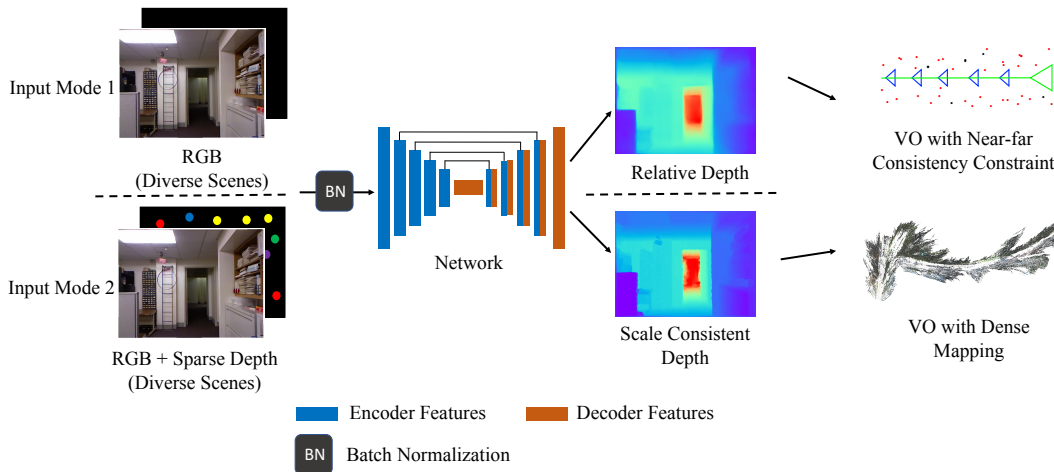 Input Mode 1
RGB
(Diverse Scenes)
Input Mode 2
RGB + Sparse Depth
(Diverse Scenes)
BN
Network
Relative Depth
Scale Consistent
Depth
VO with Near-far
Consistency Constraint
VO with Dense
Mapping
Encoder Features
Decoder Features
BN
Batch Normalization